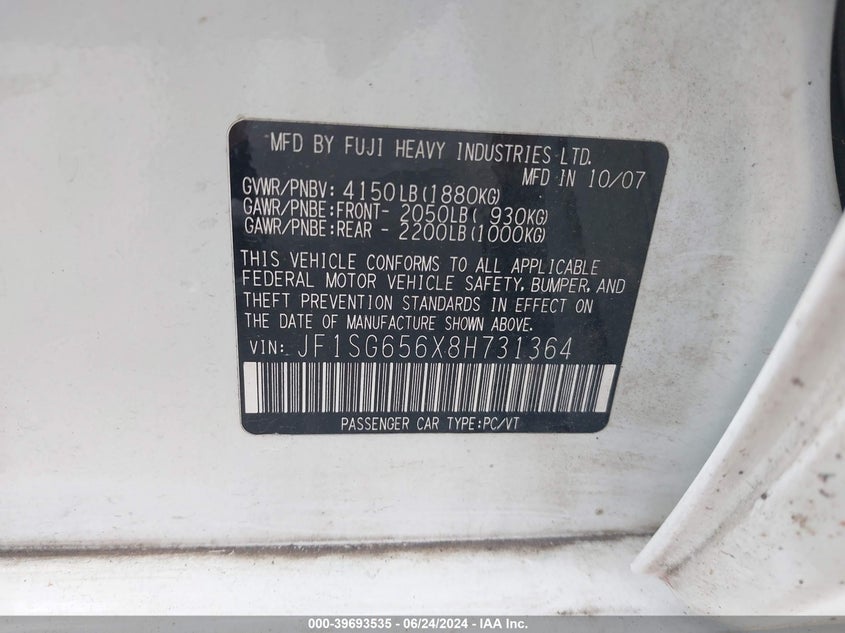 MFD BY FUJI HEAVY INDUSTRIES LTD.
MFD IN 10/07
GVWR/PNBV: 4150LB(1880KG)
GAWR/PNBE:FRONT- 2050LB( 930KG)
GAWR/PNBE:REAR - 2200LB(1000KG)
THIS VEHICLE CONFORMS TO ALL APPLICABLE
FEDERAL MOTOR VEHICLE SAFETY, BUMPER, AND
THEFT PREVENTION STANDARDS IN EFFECT ON
THE DATE OF MANUFACTURE SHOWN ABOVE.
VIN: JF1SG656X8H731364
PASSENGER CAR TYPE:PC/VT
000-39693535 - 06/24/2024 - IAA Inc.